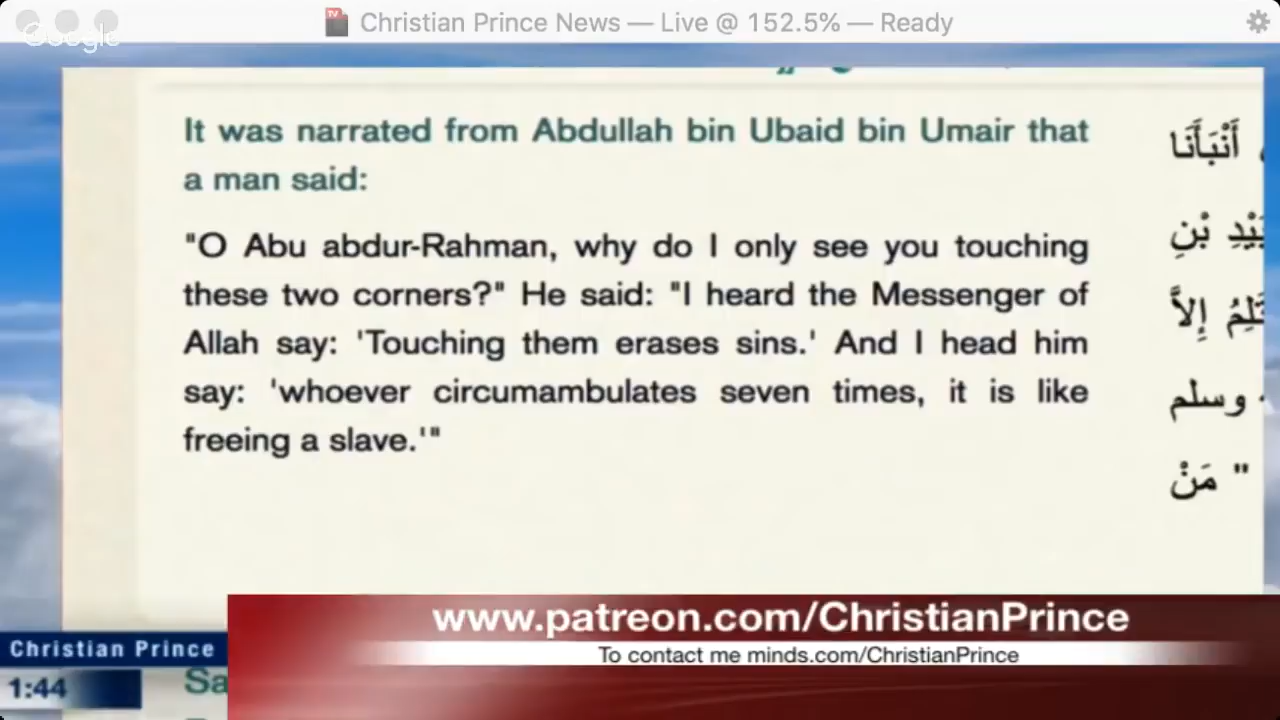 Christian Prince News — Live @ 152.5% — Ready
Google
It was narrated from Abdullah bin Ubaid bin Umair that
a man said:
أَنْبَأَنَا
"O Abu abdur-Rahman, why do I only see you touching
بْنِ
these two corners?" He said: "I heard the Messenger of
إِلاَّ
Allah say: 'Touching them erases sins.' And I head him
say: 'whoever circumambulates seven times, it is like
وسلم
freeing a slave.'"
" مَنْ
www.patreon.com/ChristianPrince
Christian Prince
To contact me minds.com/ChristianPrince
1:44
Sa